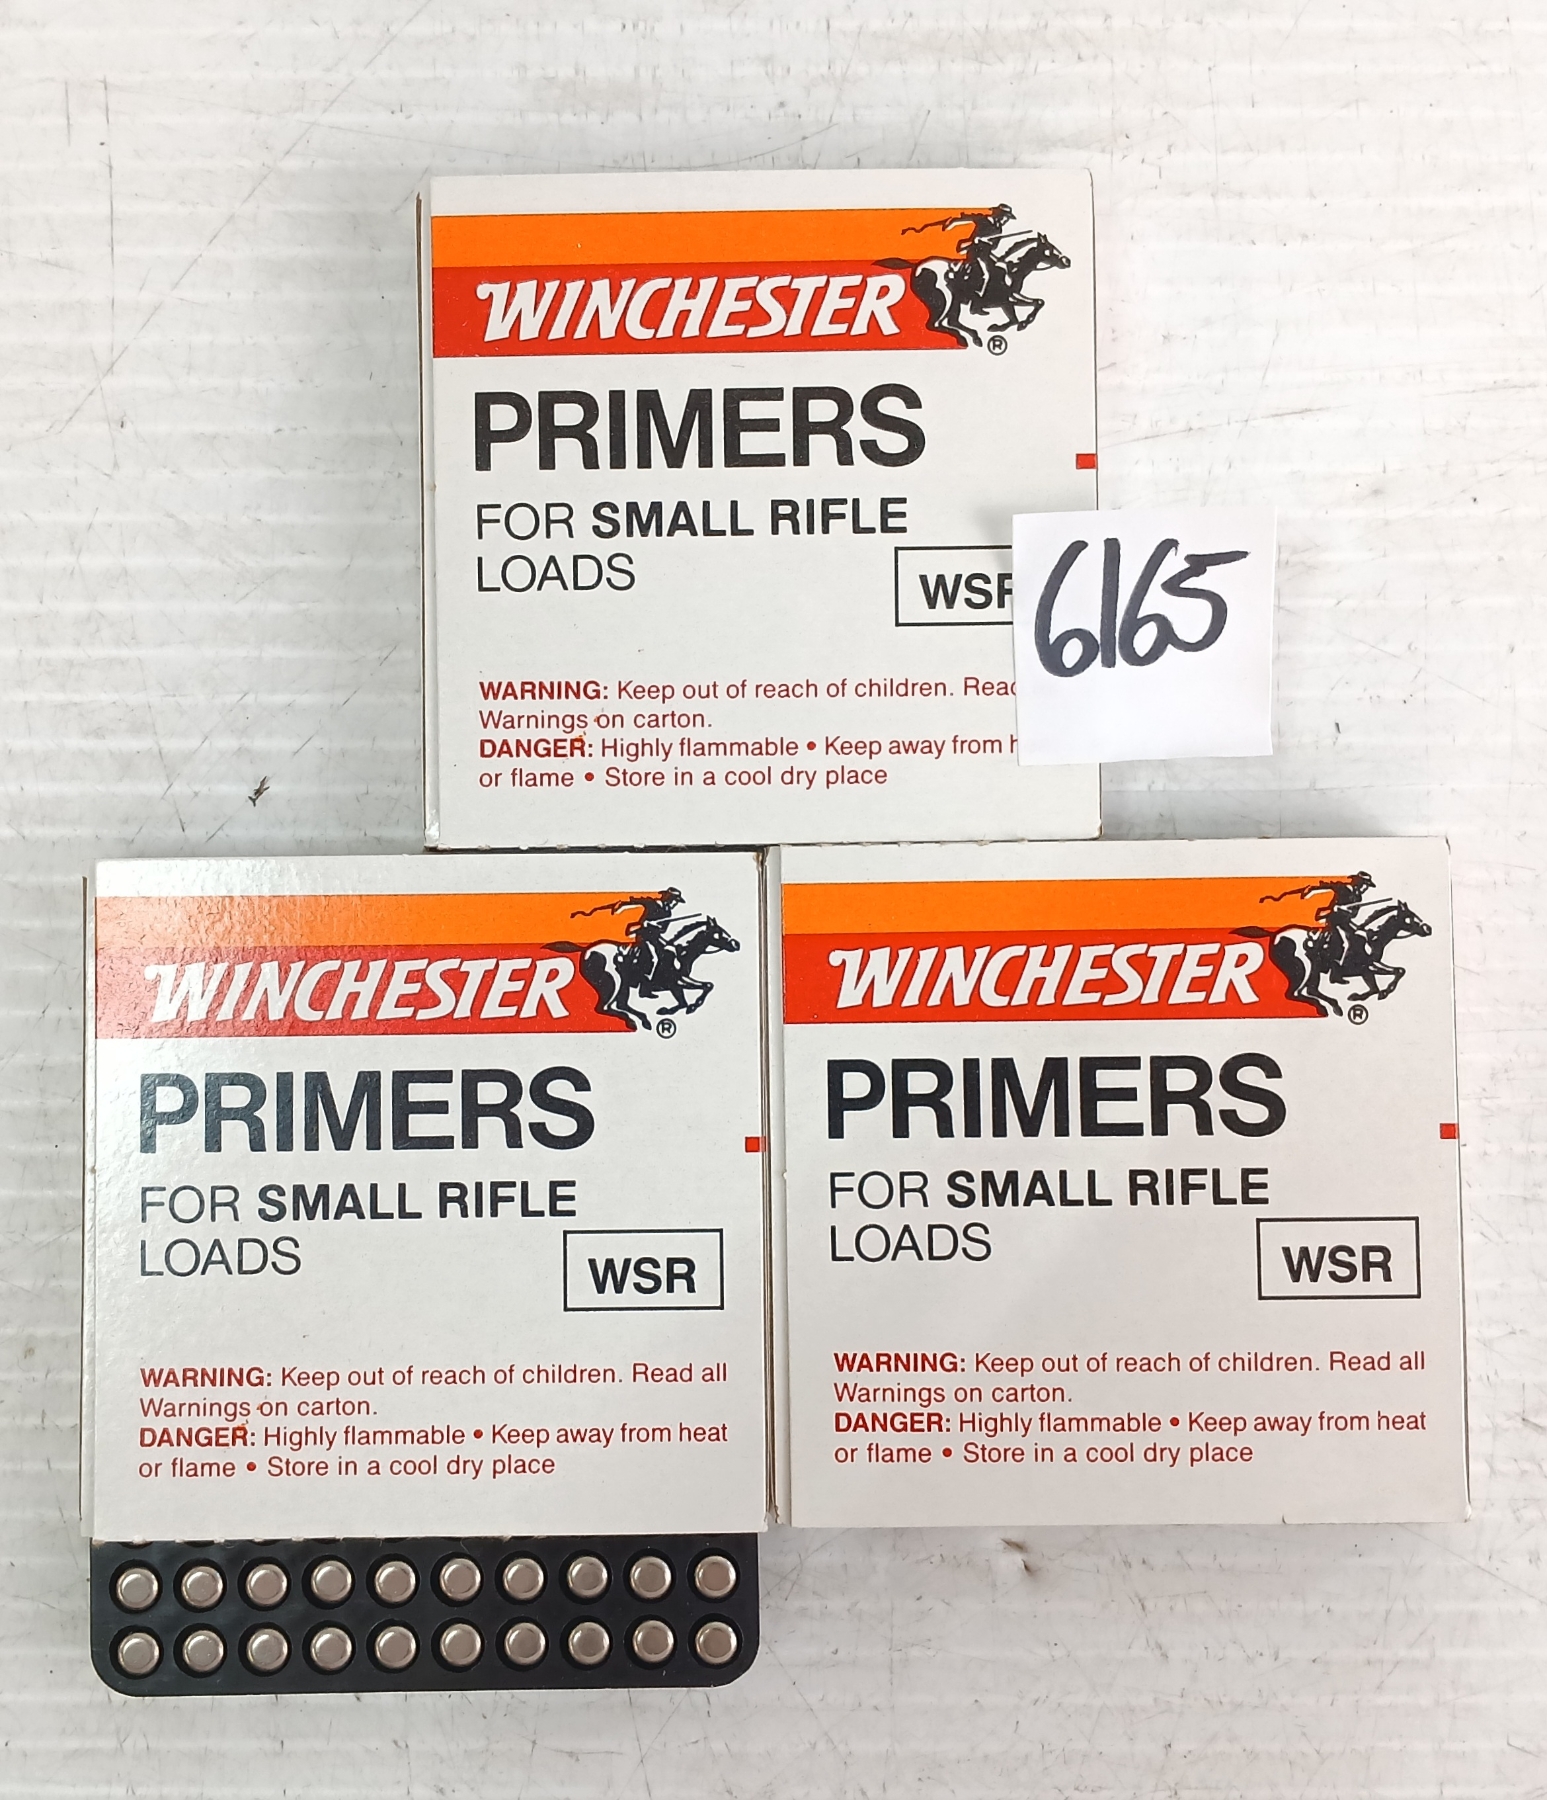 WINCHESTER
®
PRIMERS
FOR SMALL RIFLE
LOADS
WSR
6165
WARNING: Keep out of reach of children. Read
Warnings on carton.
DANGER: Highly flammable • Keep away from
or flame • Store in a cool dry place
WINCHESTER
®
PRIMERS
FOR SMALL RIFLE
LOADS
WSR
WARNING: Keep out of reach of children. Read all
Warnings on carton.
DANGER: Highly flammable • Keep away from heat
or flame • Store in a cool dry place
WINCHESTER
®
PRIMERS
FOR SMALL RIFLE
LOADS
WSR
WARNING: Keep out of reach of children. Read all
Warnings on carton.
DANGER: Highly flammable • Keep away from heat
or flame • Store in a cool dry place